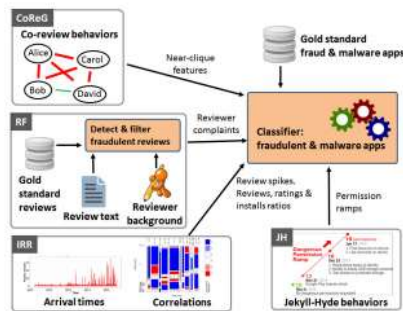 CoReG
Co-review behaviors
Alice
Carol
Bob
David
Near-clique
features
Gold standard
fraud & malware apps
RF
Detect & filter
fraudulent reviews
Gold
standard
reviews
Review text
Reviewer
background
Reviewer
complaints
Classifier:
fraudulent & malware apps
Review spikes,
Reviews, ratings &
installs ratios
Permission
ramps
IRR
Arrival times
Correlations
JH
Dangerous
Permission
Ramp
Jekyll-Hyde behaviors